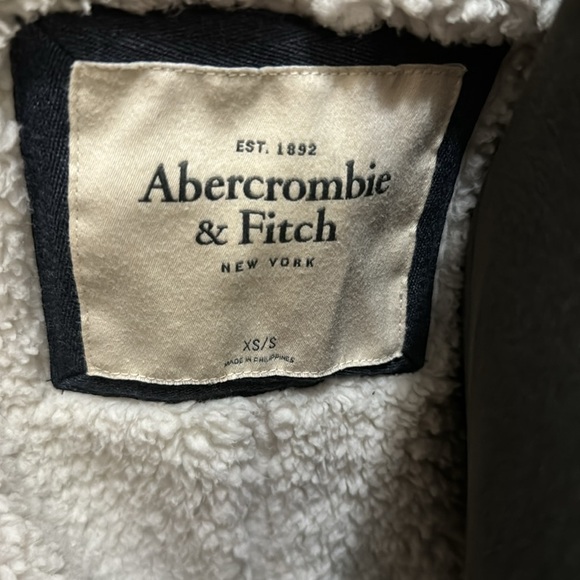 EST. 1892
Abercrombie
& Fitch
NEW YORK
XS/S
MADE IN PHILIPPINES